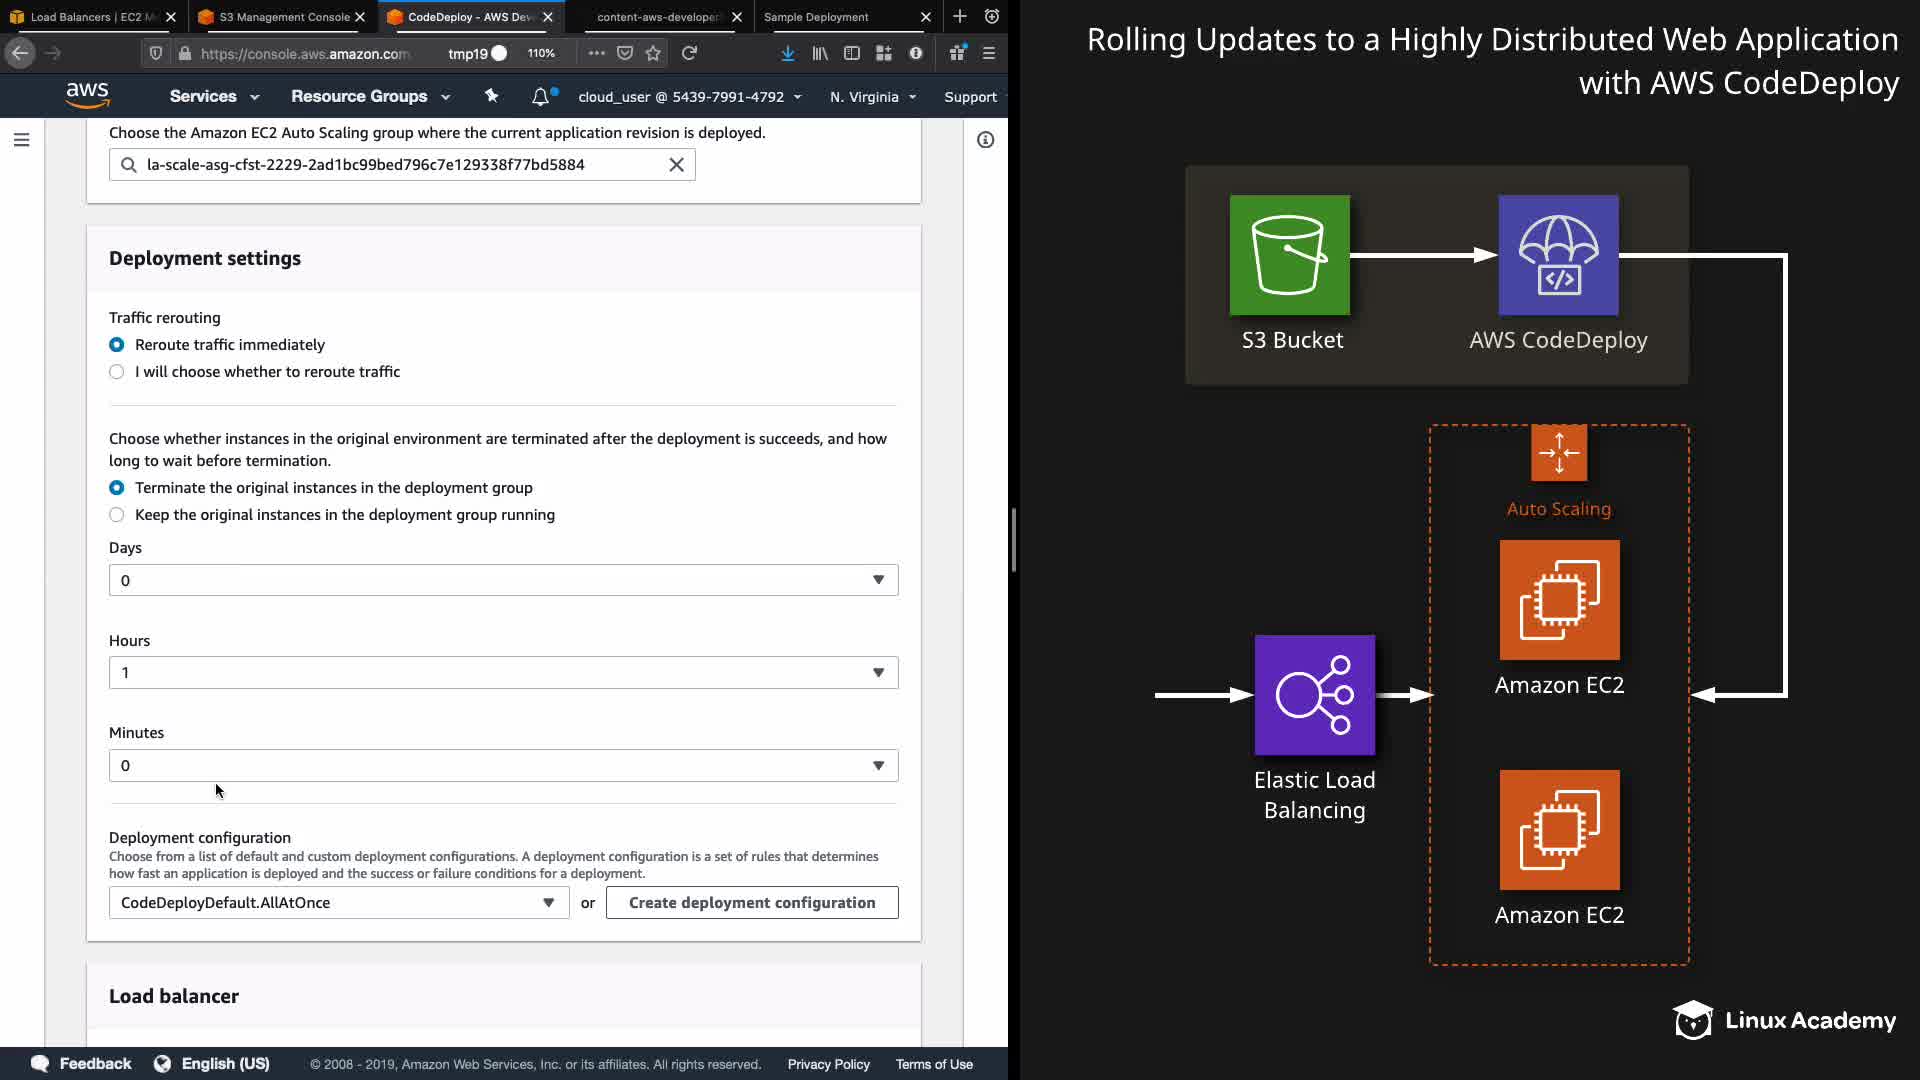 Load Balancers | EC2 M
S3 Management Console
CodeDeploy - AWS Dev
content-aws-developer
Sample Deployment
https://console.aws.amazon.com
tmp19
110%
aws
Services
Resource Groups
cloud_user @ 5439-7991-4792
N. Virginia
Support
Choose the Amazon EC2 Auto Scaling group where the current application revision is deployed.
la-scale-asg-cfst-2229-2ad1bc99bed796c7e129338f77bd5884
Deployment settings
Traffic rerouting
Reroute traffic immediately
I will choose whether to reroute traffic
Choose whether instances in the original environment are terminated after the deployment is succeeds, and how
long to wait before termination.
Terminate the original instances in the deployment group
Keep the original instances in the deployment group running
Days
0
Hours
1
Minutes
0
Deployment configuration
Choose from a list of default and custom deployment configurations. A deployment configuration is a set of rules that determines
how fast an application is deployed and the success or failure conditions for a deployment.
CodeDeployDefault.AllAtOnce
or
Create deployment configuration
Load balancer
Feedback
English (US)
© 2008 - 2019, Amazon Web Services, Inc. or its affiliates. All rights reserved.
Privacy Policy
Terms of Use
Rolling Updates to a Highly Distributed Web Application
with AWS CodeDeploy
S3 Bucket
</>
AWS CodeDeploy
Auto Scaling
Amazon EC2
Elastic Load
Balancing
Amazon EC2
Linux Academy